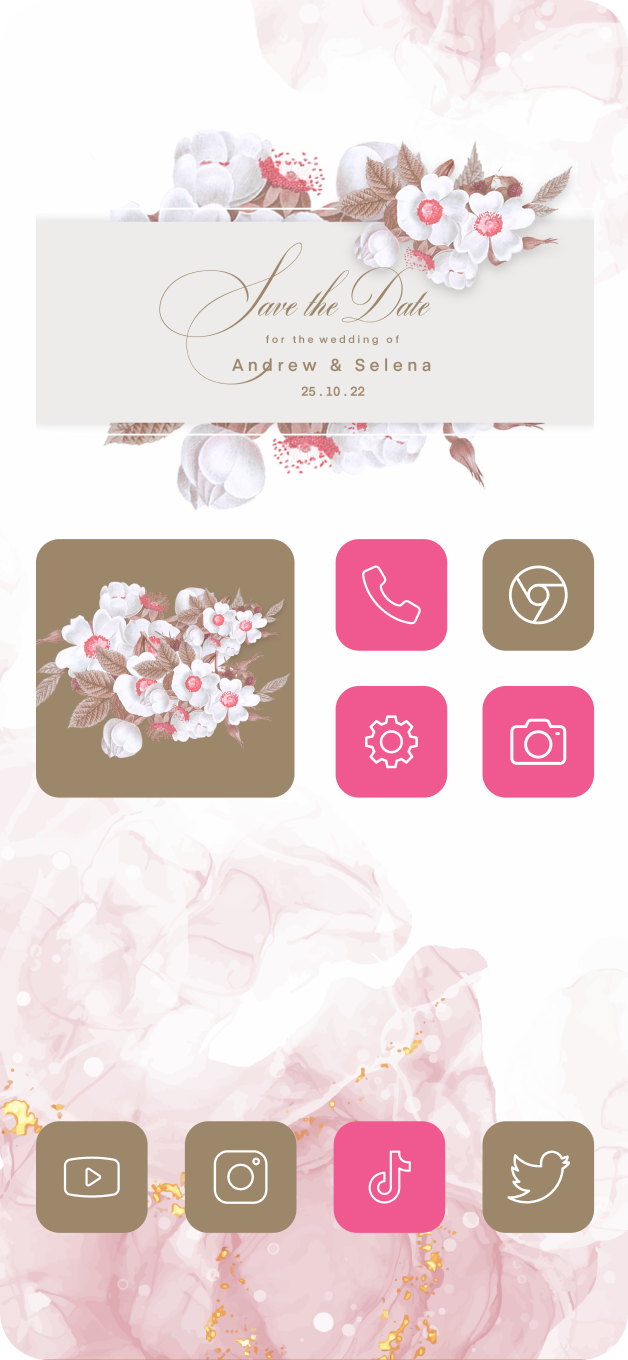 Save the Date
for the wedding of
Andrew & Selena
25.10.22